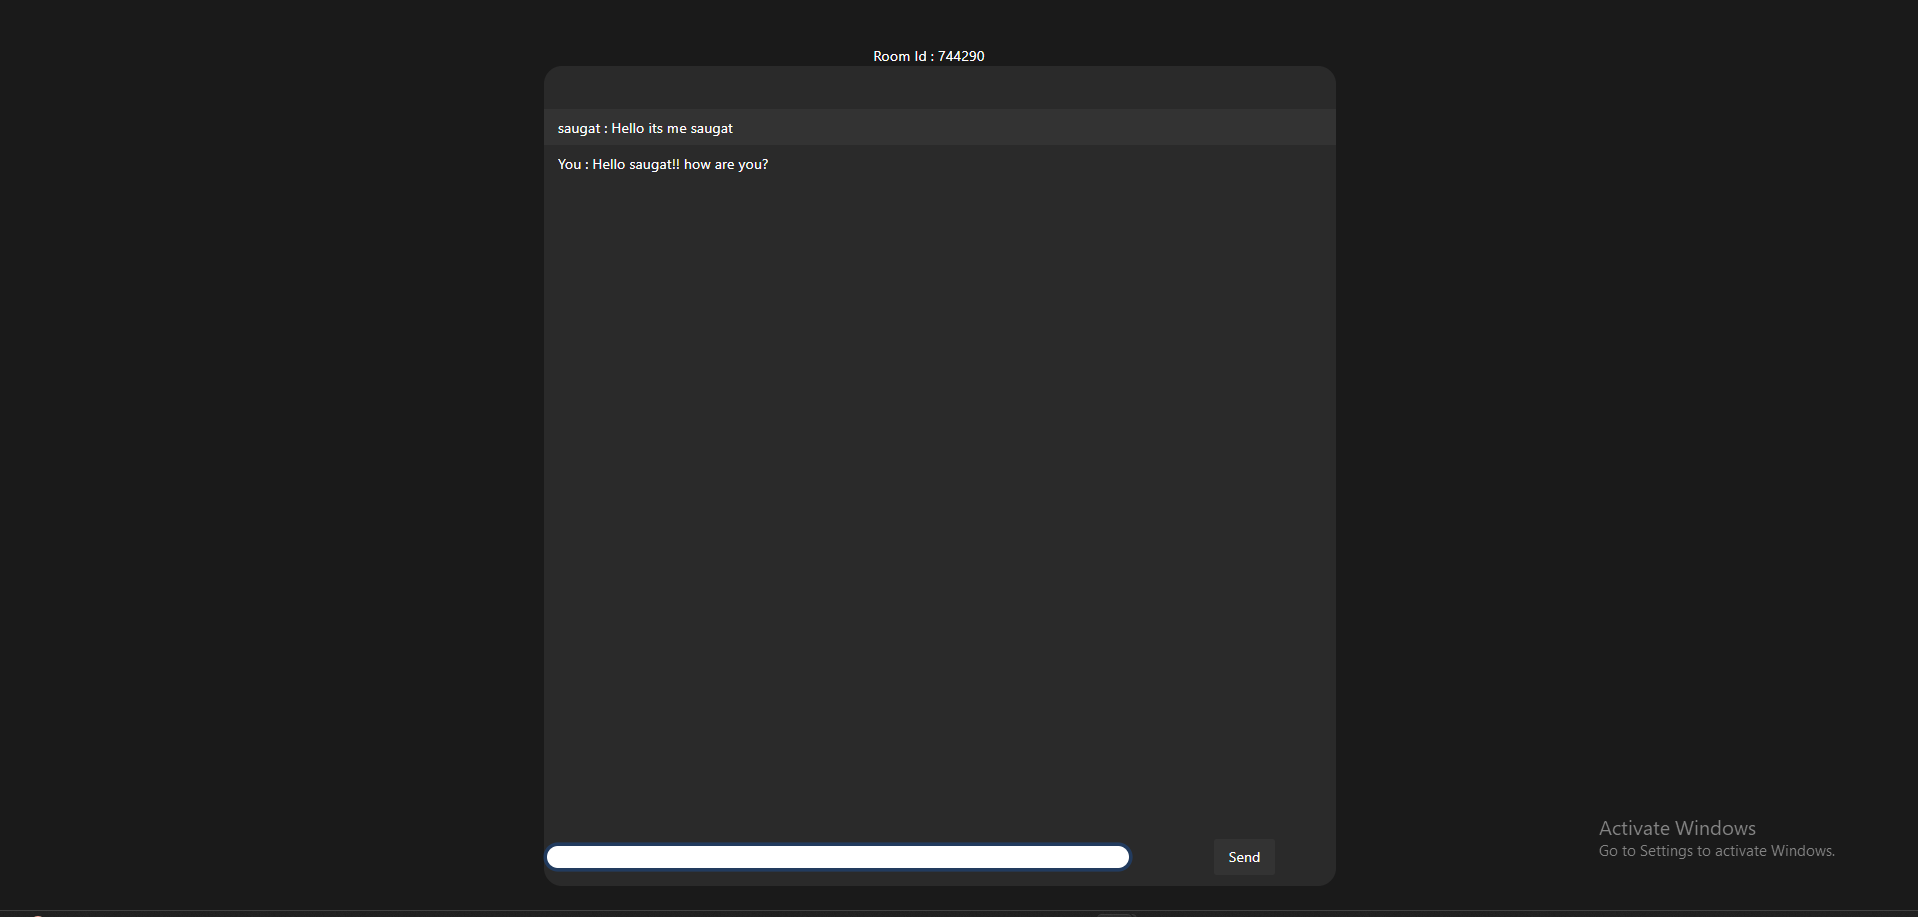 Room Id : 744290
saugat : Hello its me saugat
You : Hello saugat!! how are you?
Send
Activate Windows
Go to Settings to activate Windows.